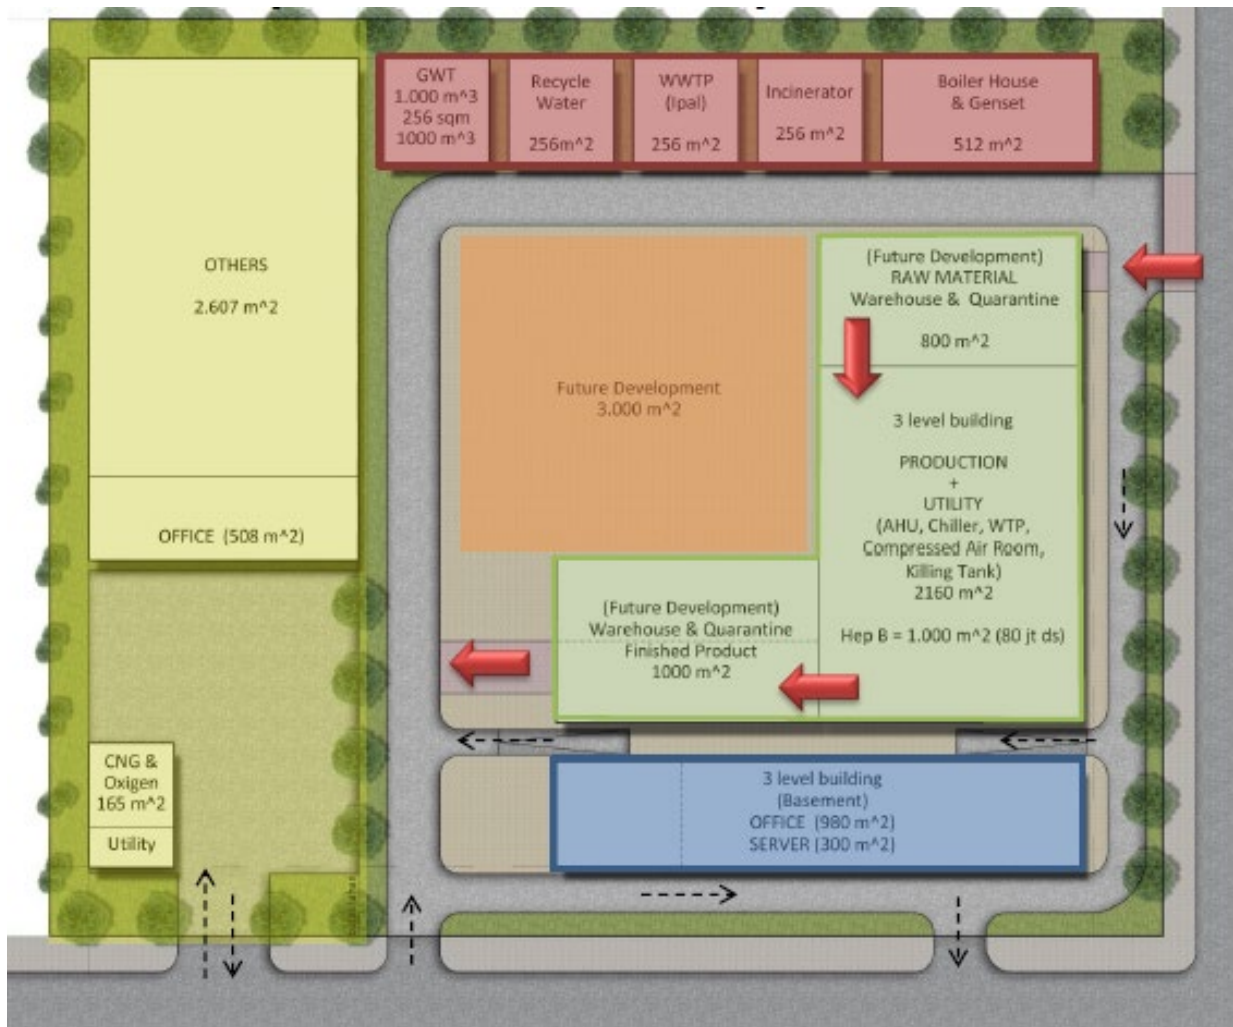 GWT
1.000 m^3
256 sqm
1000 m^3
Recycle
Water
256m^2
WWTP
(Ipal)
256 m^2
Incinerator
256 m^2
Boiler House
& Genset
512 m^2
OTHERS
2.607 m^2
OFFICE (508 m^2)
CNG &
Oxigen
165 m^2
Utility
Future Development
3.000 m^2
(Future Development)
RAW MATERIAL
Warehouse & Quarantine
800 m^2
3 level building
PRODUCTION
+
UTILITY
(AHU, Chiller, WTP,
Compressed Air Room,
Killing Tank)
2160 m^2
Hep B = 1.000 m^2 (80 jt ds)
(Future Development)
Warehouse & Quarantine
Finished Product
1000 m^2
3 level building
(Basement)
OFFICE (980 m^2)
SERVER (300 m^2)